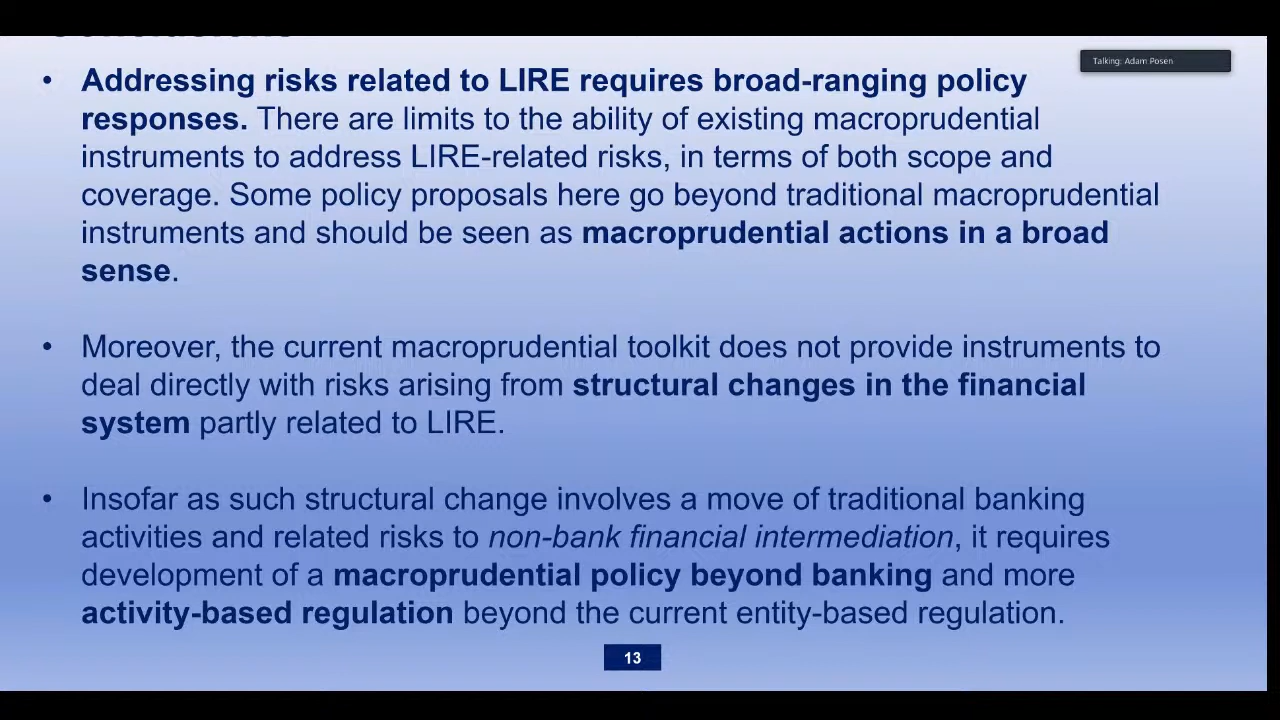 Talking: Adam Posen
• Addressing risks related to LIRE requires broad-ranging policy
responses. There are limits to the ability of existing macroprudential
instruments to address LIRE-related risks, in terms of both scope and
coverage. Some policy proposals here go beyond traditional macroprudential
instruments and should be seen as macroprudential actions in a broad
sense.
• Moreover, the current macroprudential toolkit does not provide instruments to
deal directly with risks arising from structural changes in the financial
system partly related to LIRE.
• Insofar as such structural change involves a move of traditional banking
activities and related risks to non-bank financial intermediation, it requires
development of a macroprudential policy beyond banking and more
activity-based regulation beyond the current entity-based regulation.
13